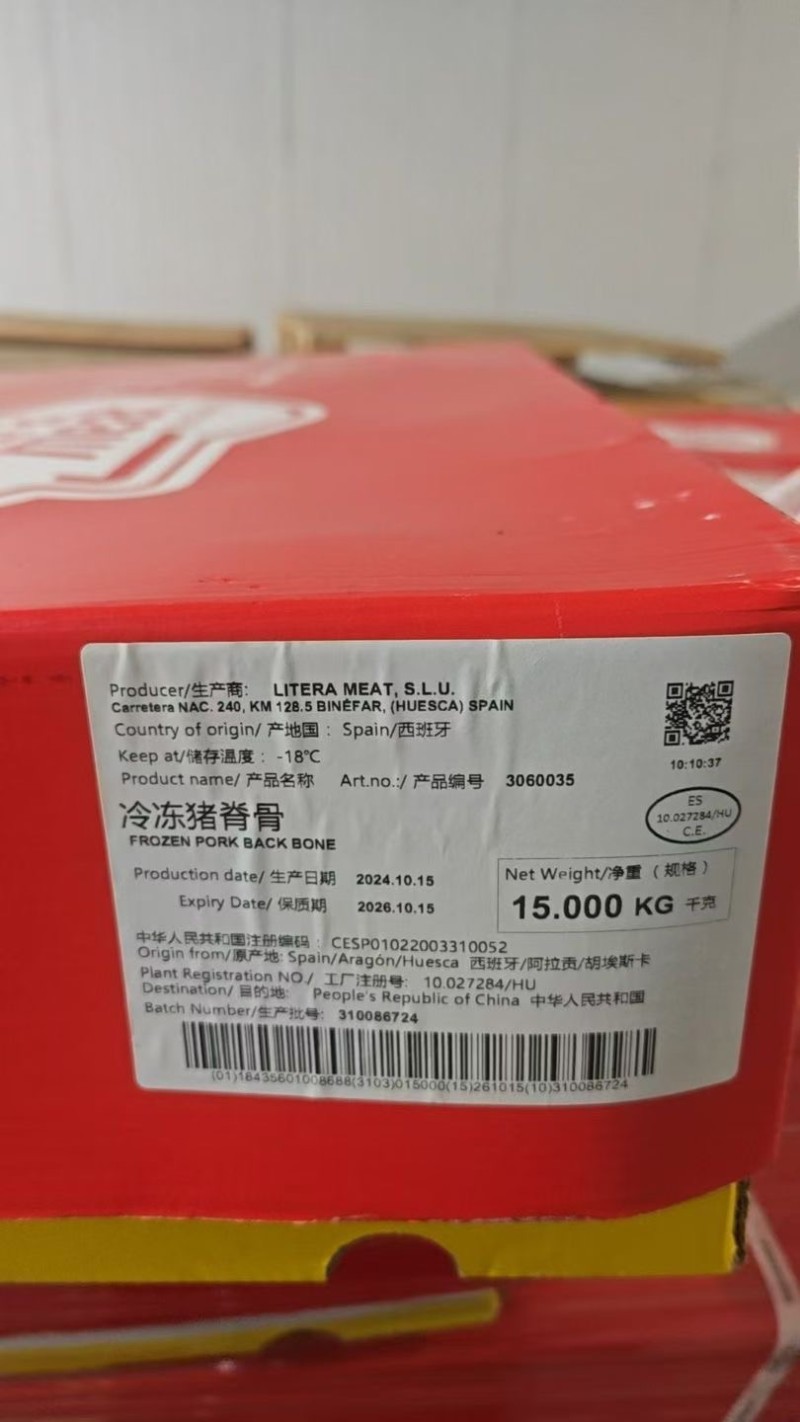 Producer/生产商: LITERA MEAT, S.L.U.
Carretera NAC. 240, KM 128.5 BINÉFAR, (HUESCA) SPAIN
Country of origin/ 产地国 : Spain/西班牙
Keep at/储存温度 : -18℃
10:10:37
Product name/ 产品名称 Art.no.:/ 产品编号 3060035
冷冻猪脊骨
FROZEN PORK BACK BONE
ES
10.027284/HU
C.E.
Production date/ 生产日期 2024.10.15
Expiry Date/ 保质期 2026.10.15
Net Weight/净重 ( 规格 )
15.000 KG 千克
中华人民共和国注册编码 : CESP01022003310052
Origin from/原产地: Spain/Aragón/Huesca 西班牙/阿拉贡/胡埃斯卡
Plant Registration NO./ 工厂注册号: 10.027284/HU
Destination/ 目的地: People's Republic of China 中华人民共和国
Batch Number/生产批号: 310086724
(01)18435601008688(3103)015000(15)261015(10)310086724